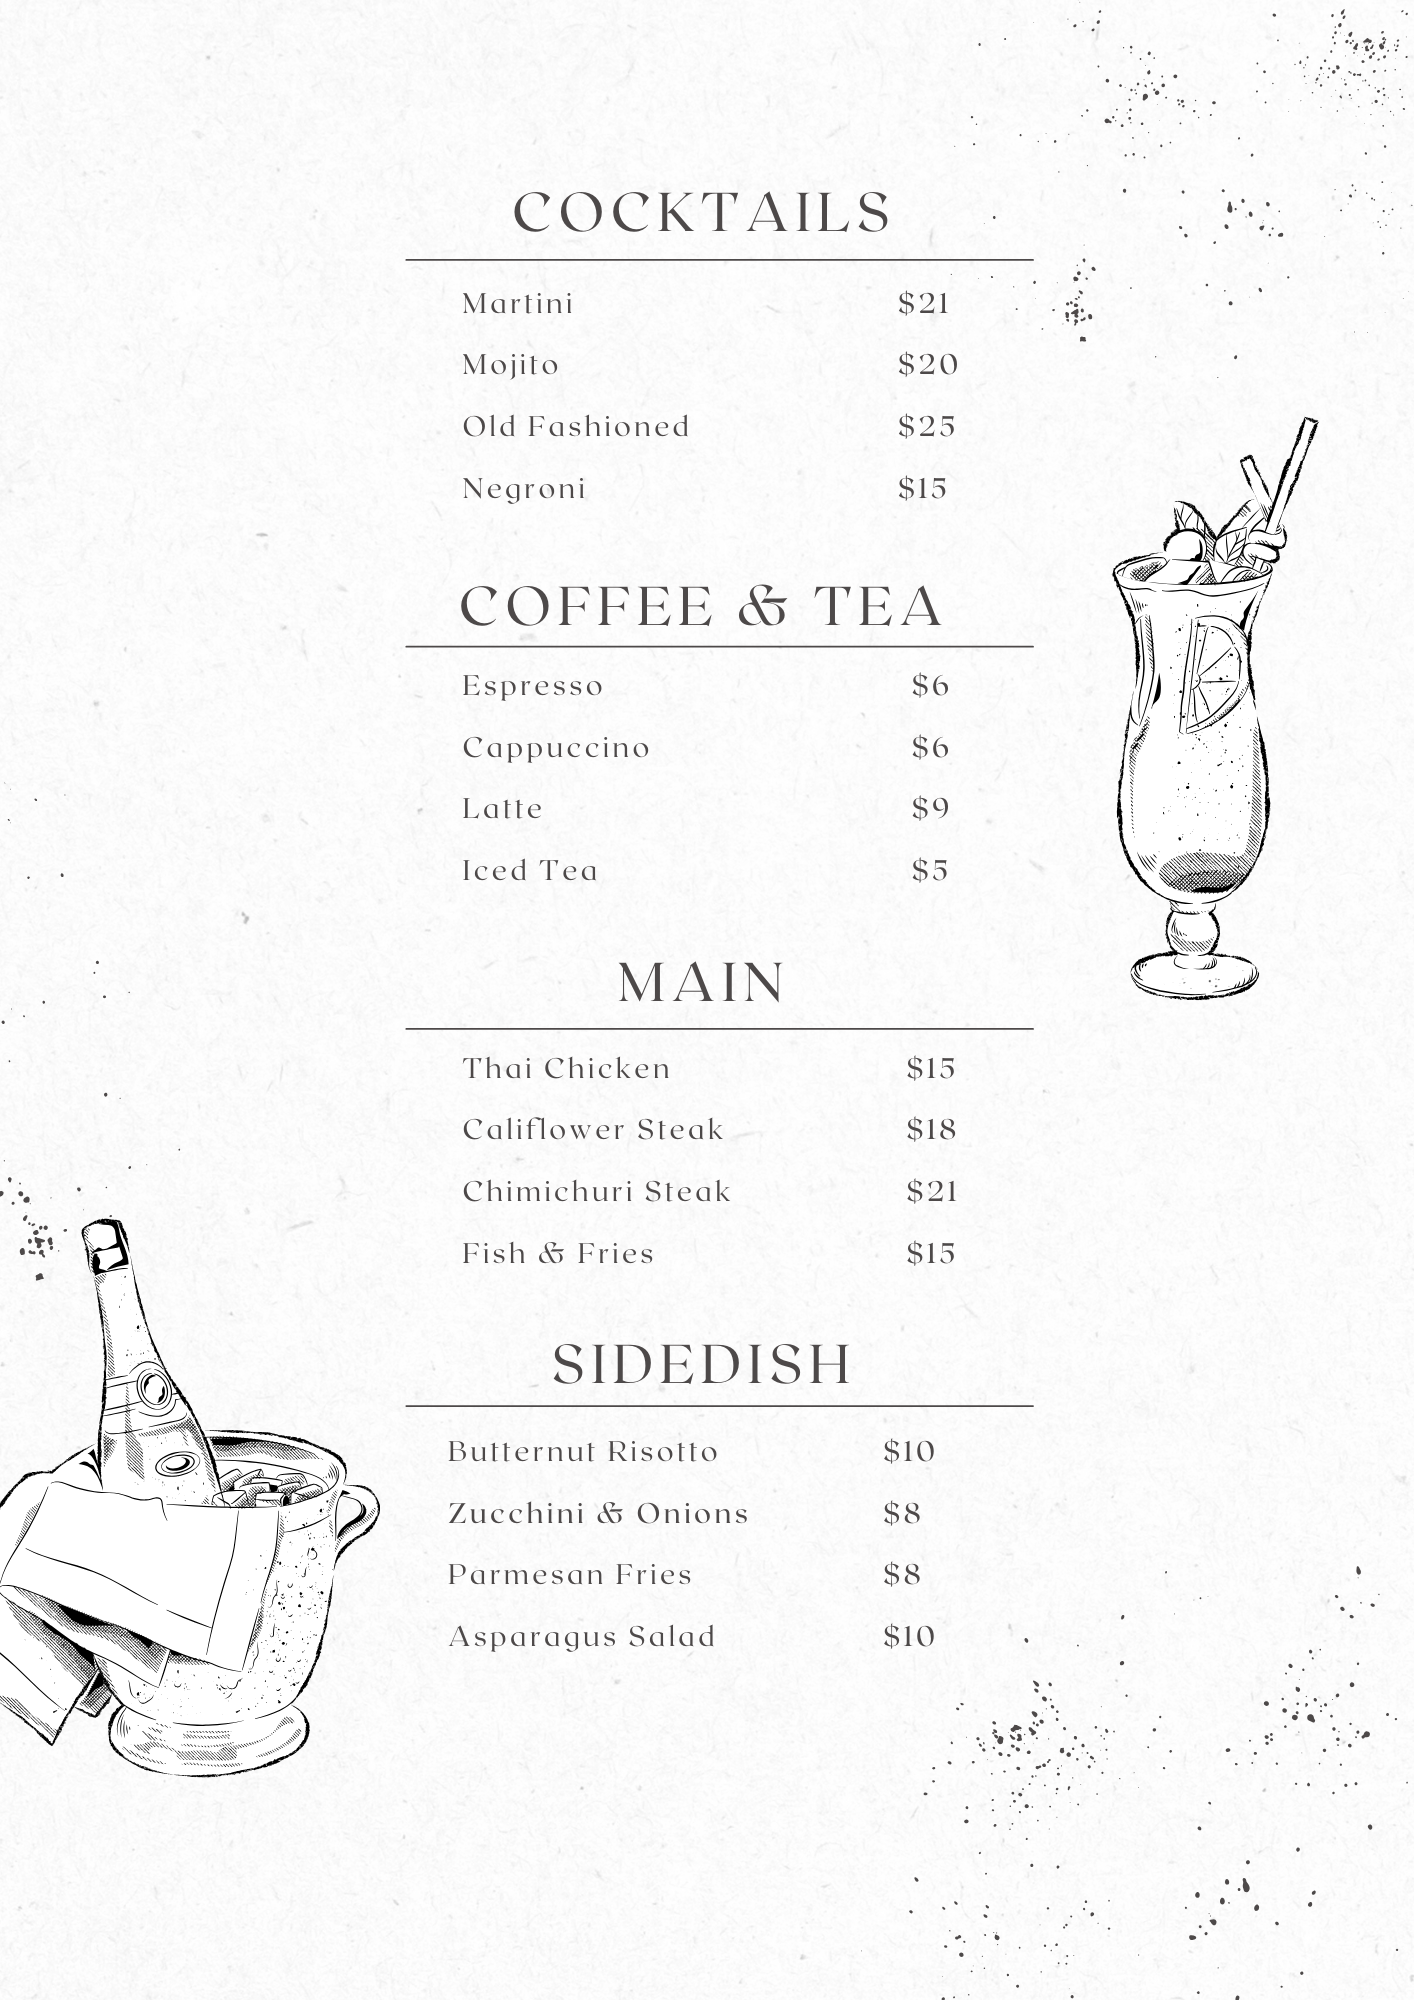 COCKTAILS
Martini $21
Mojito $20
Old Fashioned $25
Negroni $15
COFFEE & TEA
Espresso $6
Cappuccino $6
Latte $9
Iced Tea $5
MAIN
Thai Chicken $15
Califlower Steak $18
Chimichuri Steak $21
Fish & Fries $15
SIDEDISH
Butternut Risotto $10
Zucchini & Onions $8
Parmesan Fries $8
Asparagus Salad $10